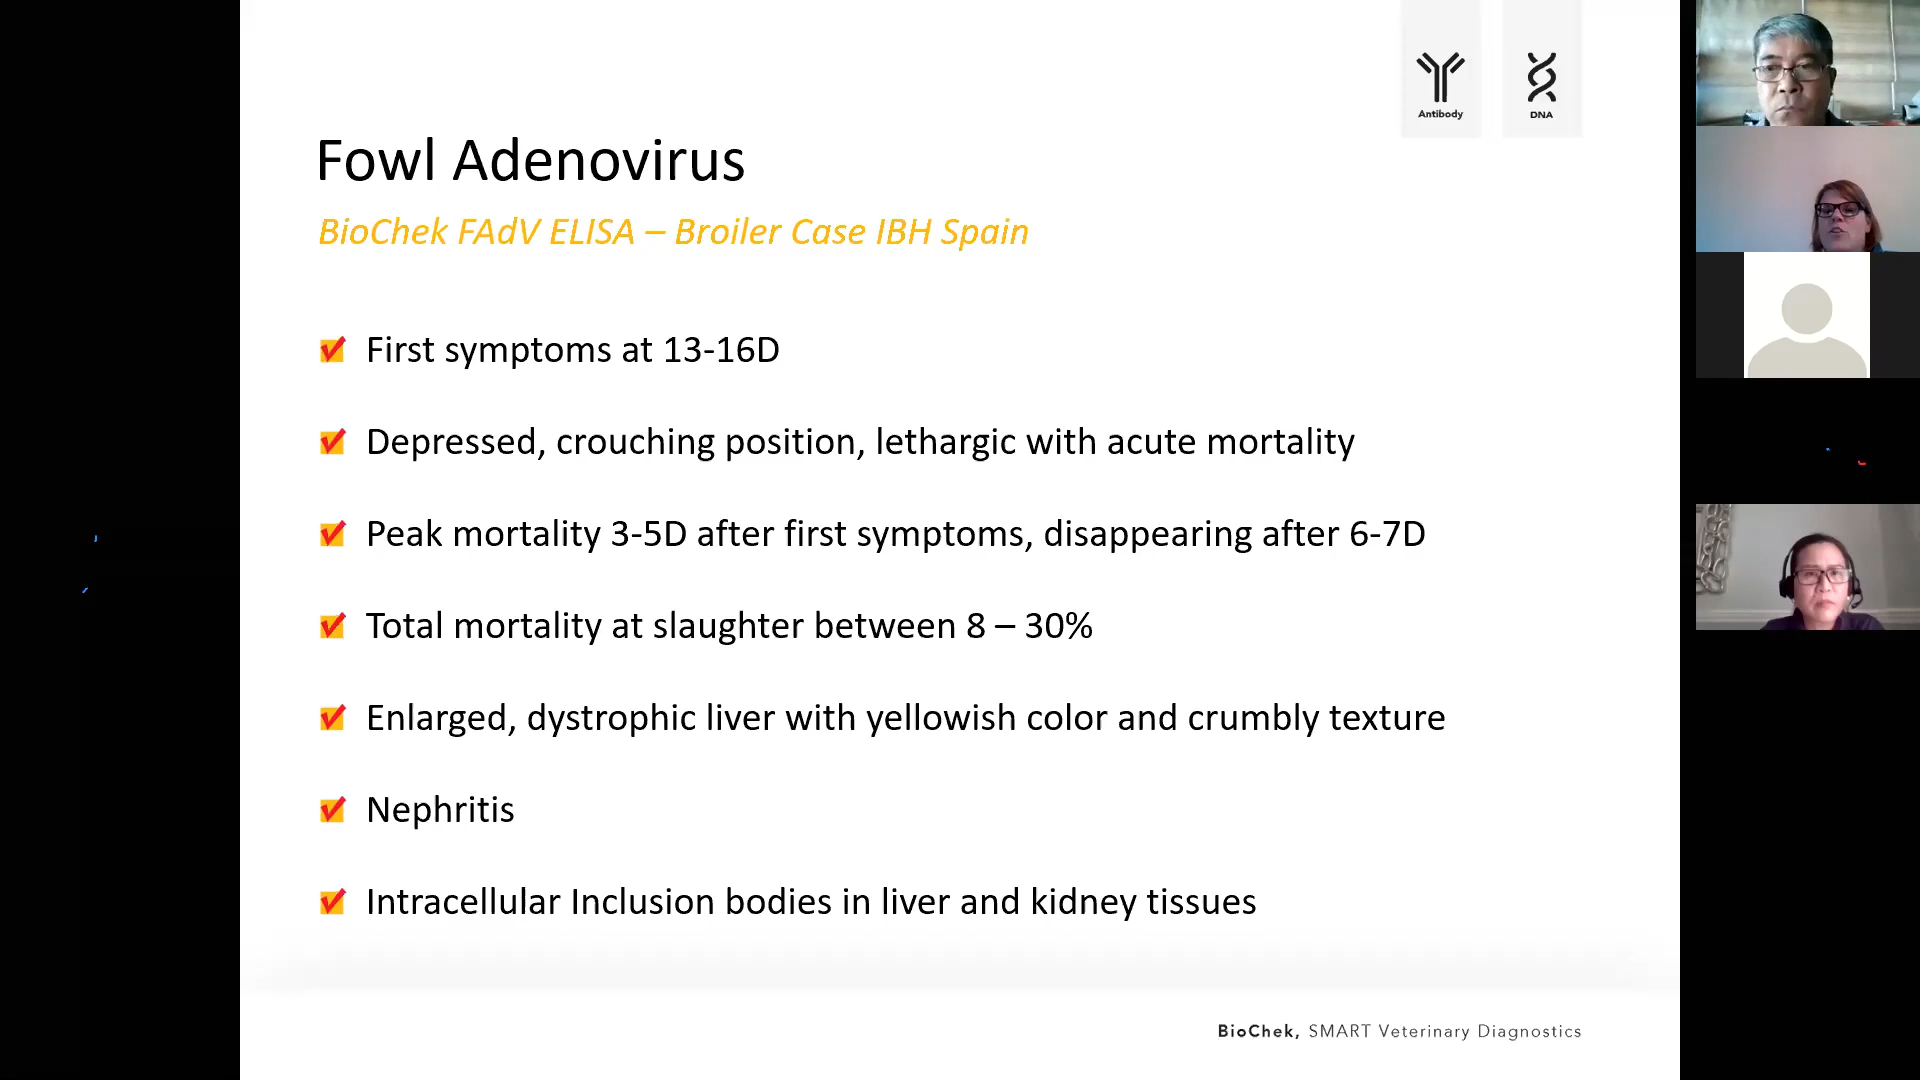 Antibody
DNA
Fowl Adenovirus
BioChek FAdV ELISA – Broiler Case IBH Spain
First symptoms at 13-16D
Depressed, crouching position, lethargic with acute mortality
Peak mortality 3-5D after first symptoms, disappearing after 6-7D
Total mortality at slaughter between 8 – 30%
Enlarged, dystrophic liver with yellowish color and crumbly texture
Nephritis
Intracellular Inclusion bodies in liver and kidney tissues
BioChek, SMART Veterinary Diagnostics